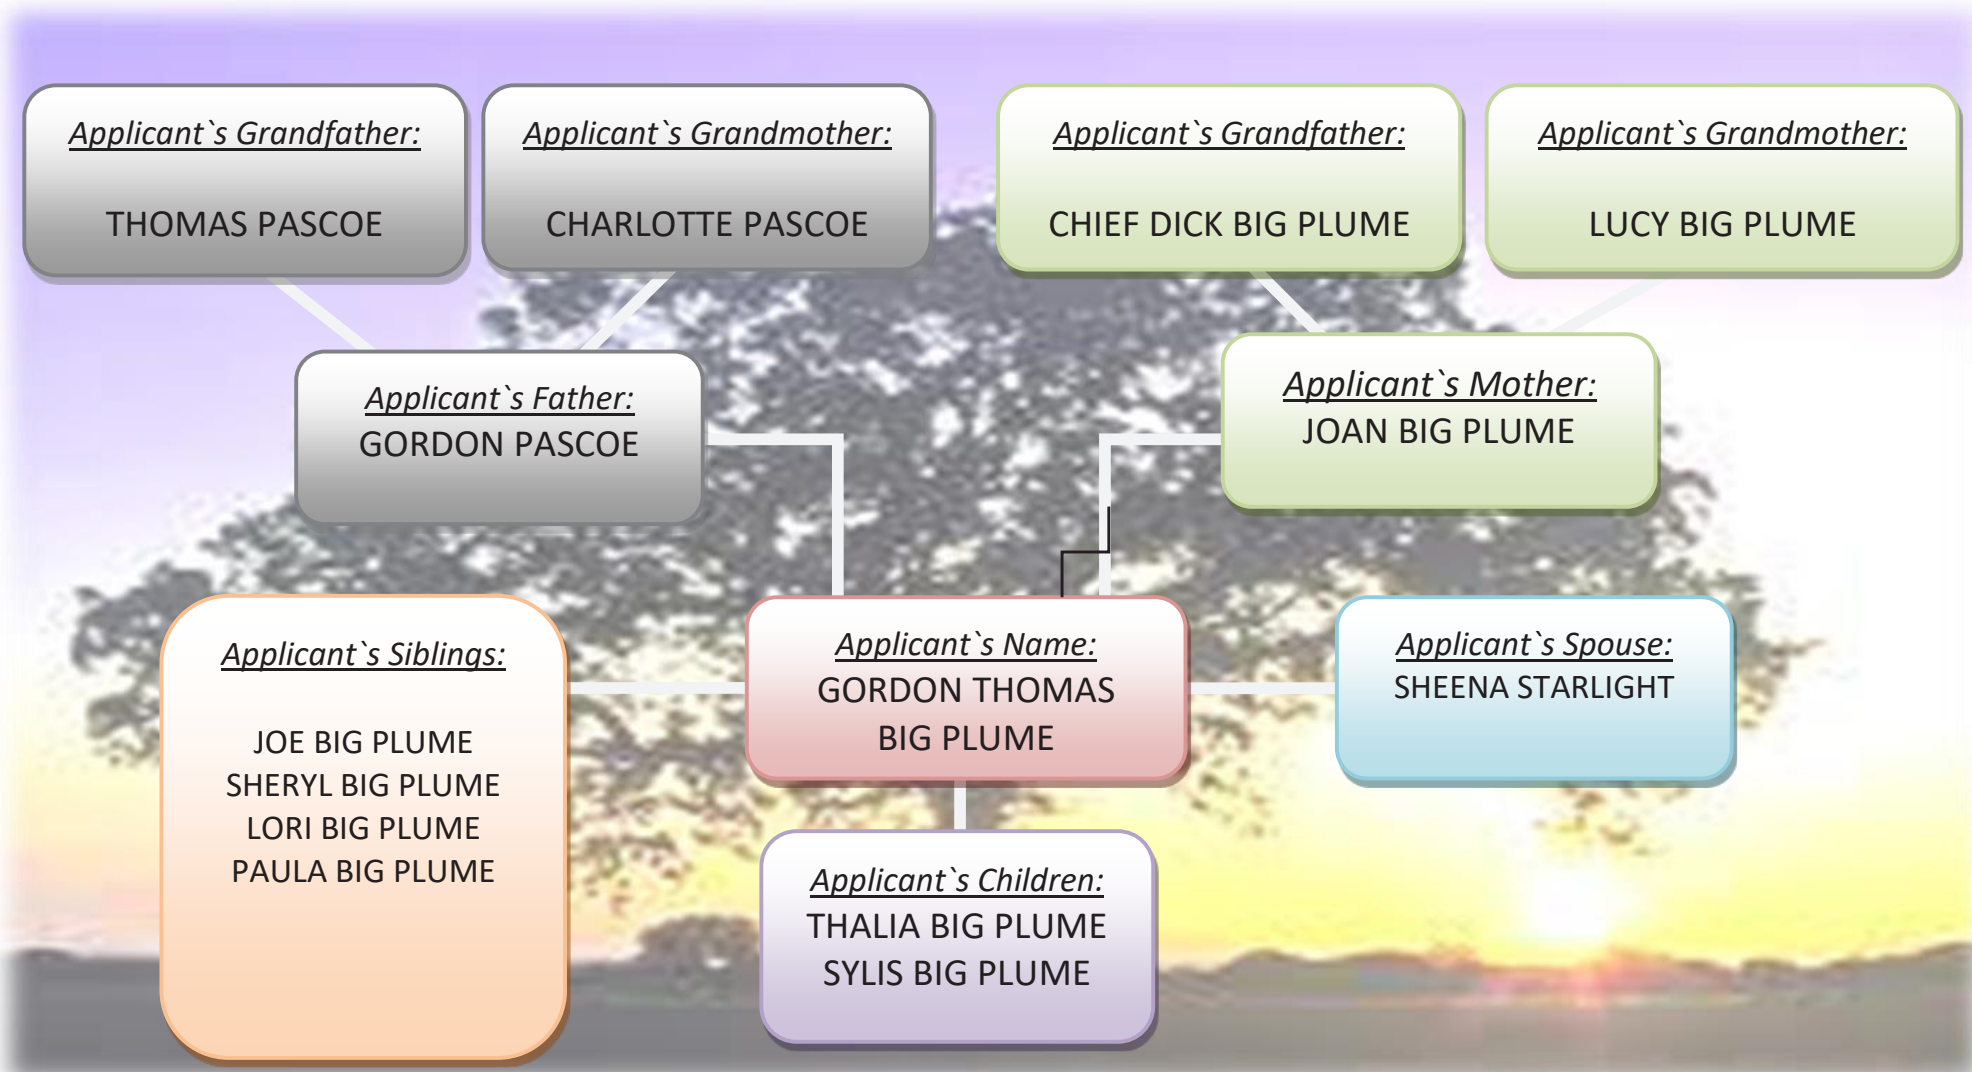 Applicant`s Grandfather:
THOMAS PASCOE
Applicant`s Grandmother:
CHARLOTTE PASCOE
Applicant`s Grandfather:
CHIEF DICK BIG PLUME
Applicant`s Grandmother:
LUCY BIG PLUME
Applicant`s Father:
GORDON PASCOE
Applicant`s Mother:
JOAN BIG PLUME
Applicant`s Siblings:
JOE BIG PLUME
SHERYL BIG PLUME
LORI BIG PLUME
PAULA BIG PLUME
Applicant`s Name:
GORDON THOMAS
BIG PLUME
Applicant`s Spouse:
SHEENA STARLIGHT
Applicant`s Children:
THALIA BIG PLUME
SYLIS BIG PLUME